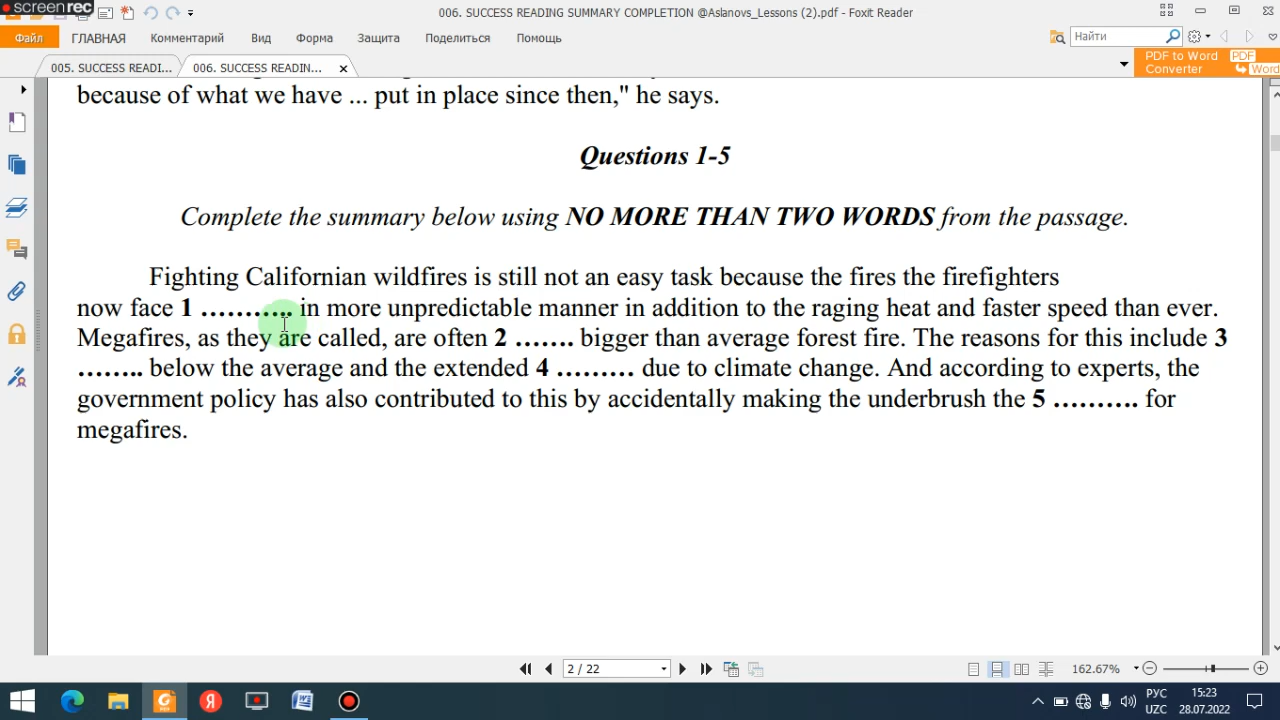 screenrec
006. SUCCESS READING SUMMARY COMPLETION @Aslanovs_Lessons (2).pdf - Foxit Reader
Файл ГЛАВНАЯ Комментарий Вид Форма Защита Поделиться Помощь
Найти
005. SUCCESS READI... 006. SUCCESS READIN...
PDF to Word Converter
PDF
Word
because of what we have ... put in place since then," he says.
Questions 1-5
Complete the summary below using NO MORE THAN TWO WORDS from the passage.
Fighting Californian wildfires is still not an easy task because the fires the firefighters
now face 1 ……….. in more unpredictable manner in addition to the raging heat and faster speed than ever.
Megafires, as they are called, are often 2 ……. bigger than average forest fire. The reasons for this include 3
…….. below the average and the extended 4 ……… due to climate change. And according to experts, the
government policy has also contributed to this by accidentally making the underbrush the 5 ………. for
megafires.
2 / 22
162.67%
РУС
UZC
15:23
28.07.2022